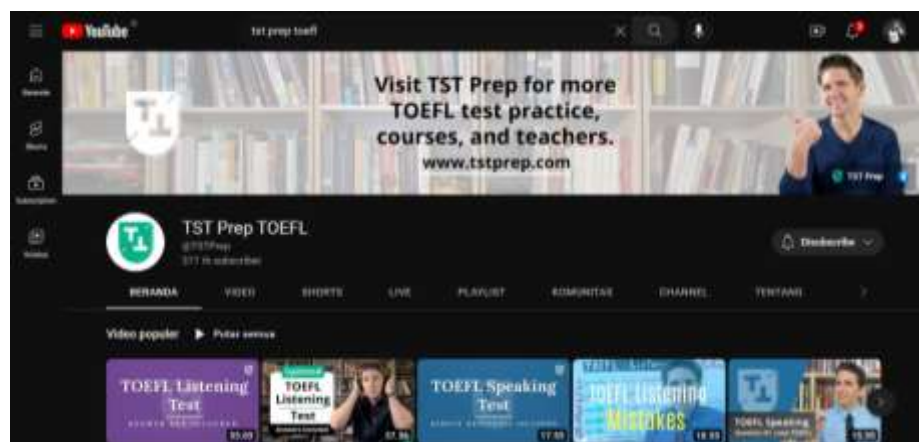 YouTube
tst prep toefl
Visit TST Prep for more
TOEFL test practice,
courses, and teachers.
www.tstprep.com
TST Prep
TST Prep TOEFL
@TSTPrep
BERANDA VIDEO SHORTS LIVE PLAYLIST KOMUNITAS CHANNEL TENTANG
Video populer Putar semua
TOEFL Listening
Test
TOEFL
Listening
Test
TOEFL Speaking
Test
TOEFL Listening
Mistakes
TOEFL Speaking